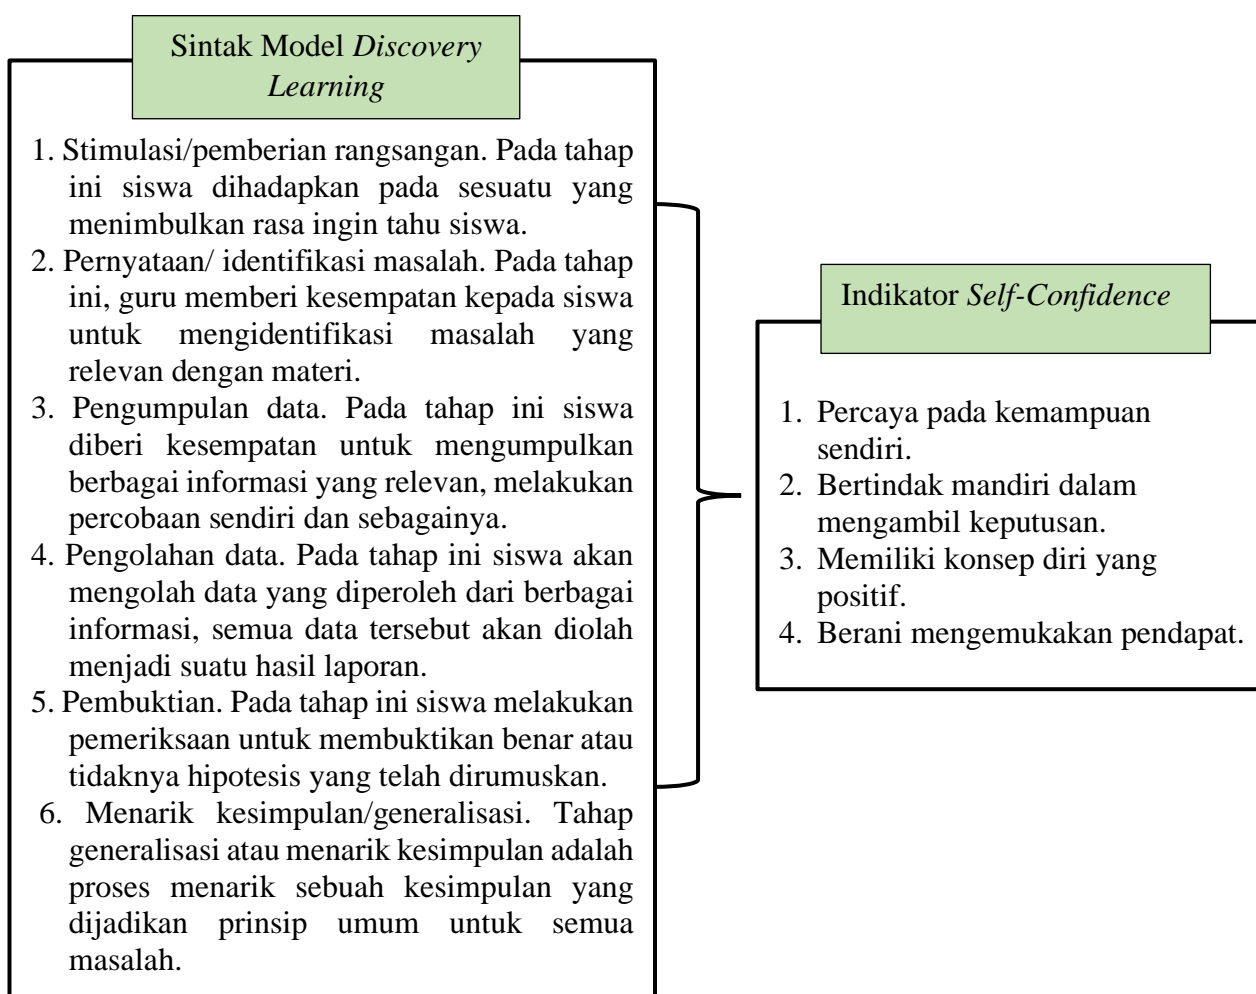 Sintak Model Discovery
Learning
1. Stimulasi/pemberian rangsangan. Pada tahap
ini siswa dihadapkan pada sesuatu yang
menimbulkan rasa ingin tahu siswa.
2. Pernyataan/ identifikasi masalah. Pada tahap
ini, guru memberi kesempatan kepada siswa
untuk mengidentifikasi masalah yang
relevan dengan materi.
3. Pengumpulan data. Pada tahap ini siswa
diberi kesempatan untuk mengumpulkan
berbagai informasi yang relevan, melakukan
percobaan sendiri dan sebagainya.
4. Pengolahan data. Pada tahap ini siswa akan
mengolah data yang diperoleh dari berbagai
informasi, semua data tersebut akan diolah
menjadi suatu hasil laporan.
5. Pembuktian. Pada tahap ini siswa melakukan
pemeriksaan untuk membuktikan benar atau
tidaknya hipotesis yang telah dirumuskan.
6. Menarik kesimpulan/generalisasi. Tahap
generalisasi atau menarik kesimpulan adalah
proses menarik sebuah kesimpulan yang
dijadikan prinsip umum untuk semua
masalah.
Indikator Self-Confidence
1. Percaya pada kemampuan
sendiri.
2. Bertindak mandiri dalam
mengambil keputusan.
3. Memiliki konsep diri yang
positif.
4. Berani mengemukakan pendapat.